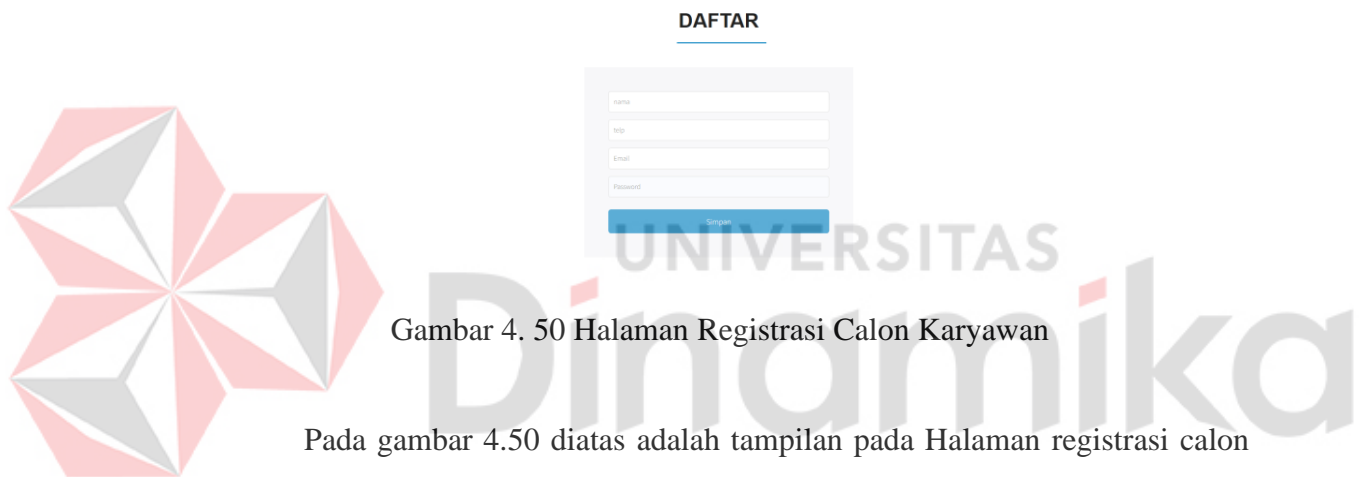 DAFTAR
nama
telp
Email
Password
Simpan
UNIVERSITAS
Dinamika
Gambar 4. 50 Halaman Registrasi Calon Karyawan
Pada gambar 4.50 diatas adalah tampilan pada Halaman registrasi calon